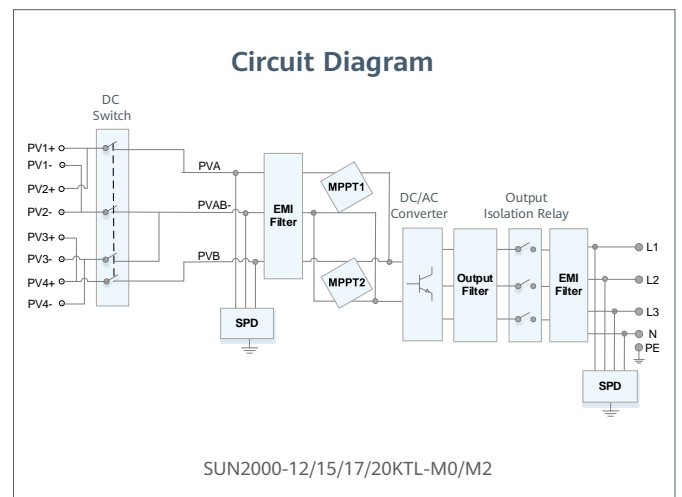 Circuit Diagram
DC
Switch
PV1+
PV1-
PV2+
PV2-
PV3+
PV3-
PV4+
PV4-
PVA
PVAB-
PVB
EMI
Filter
SPD
MPPT1
MPPT2
DC/AC
Converter
Output
Filter
Output
Isolation Relay
EMI
Filter
L1
L2
L3
N
PE
SPD
SUN2000-12/15/17/20KTL-M0/M2